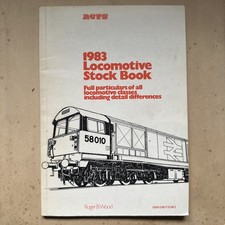 RCTS
1983
Locomotive
Stock Book
Full particulars of all
locomotive classes
including detail differences
58010
Roger B Wood